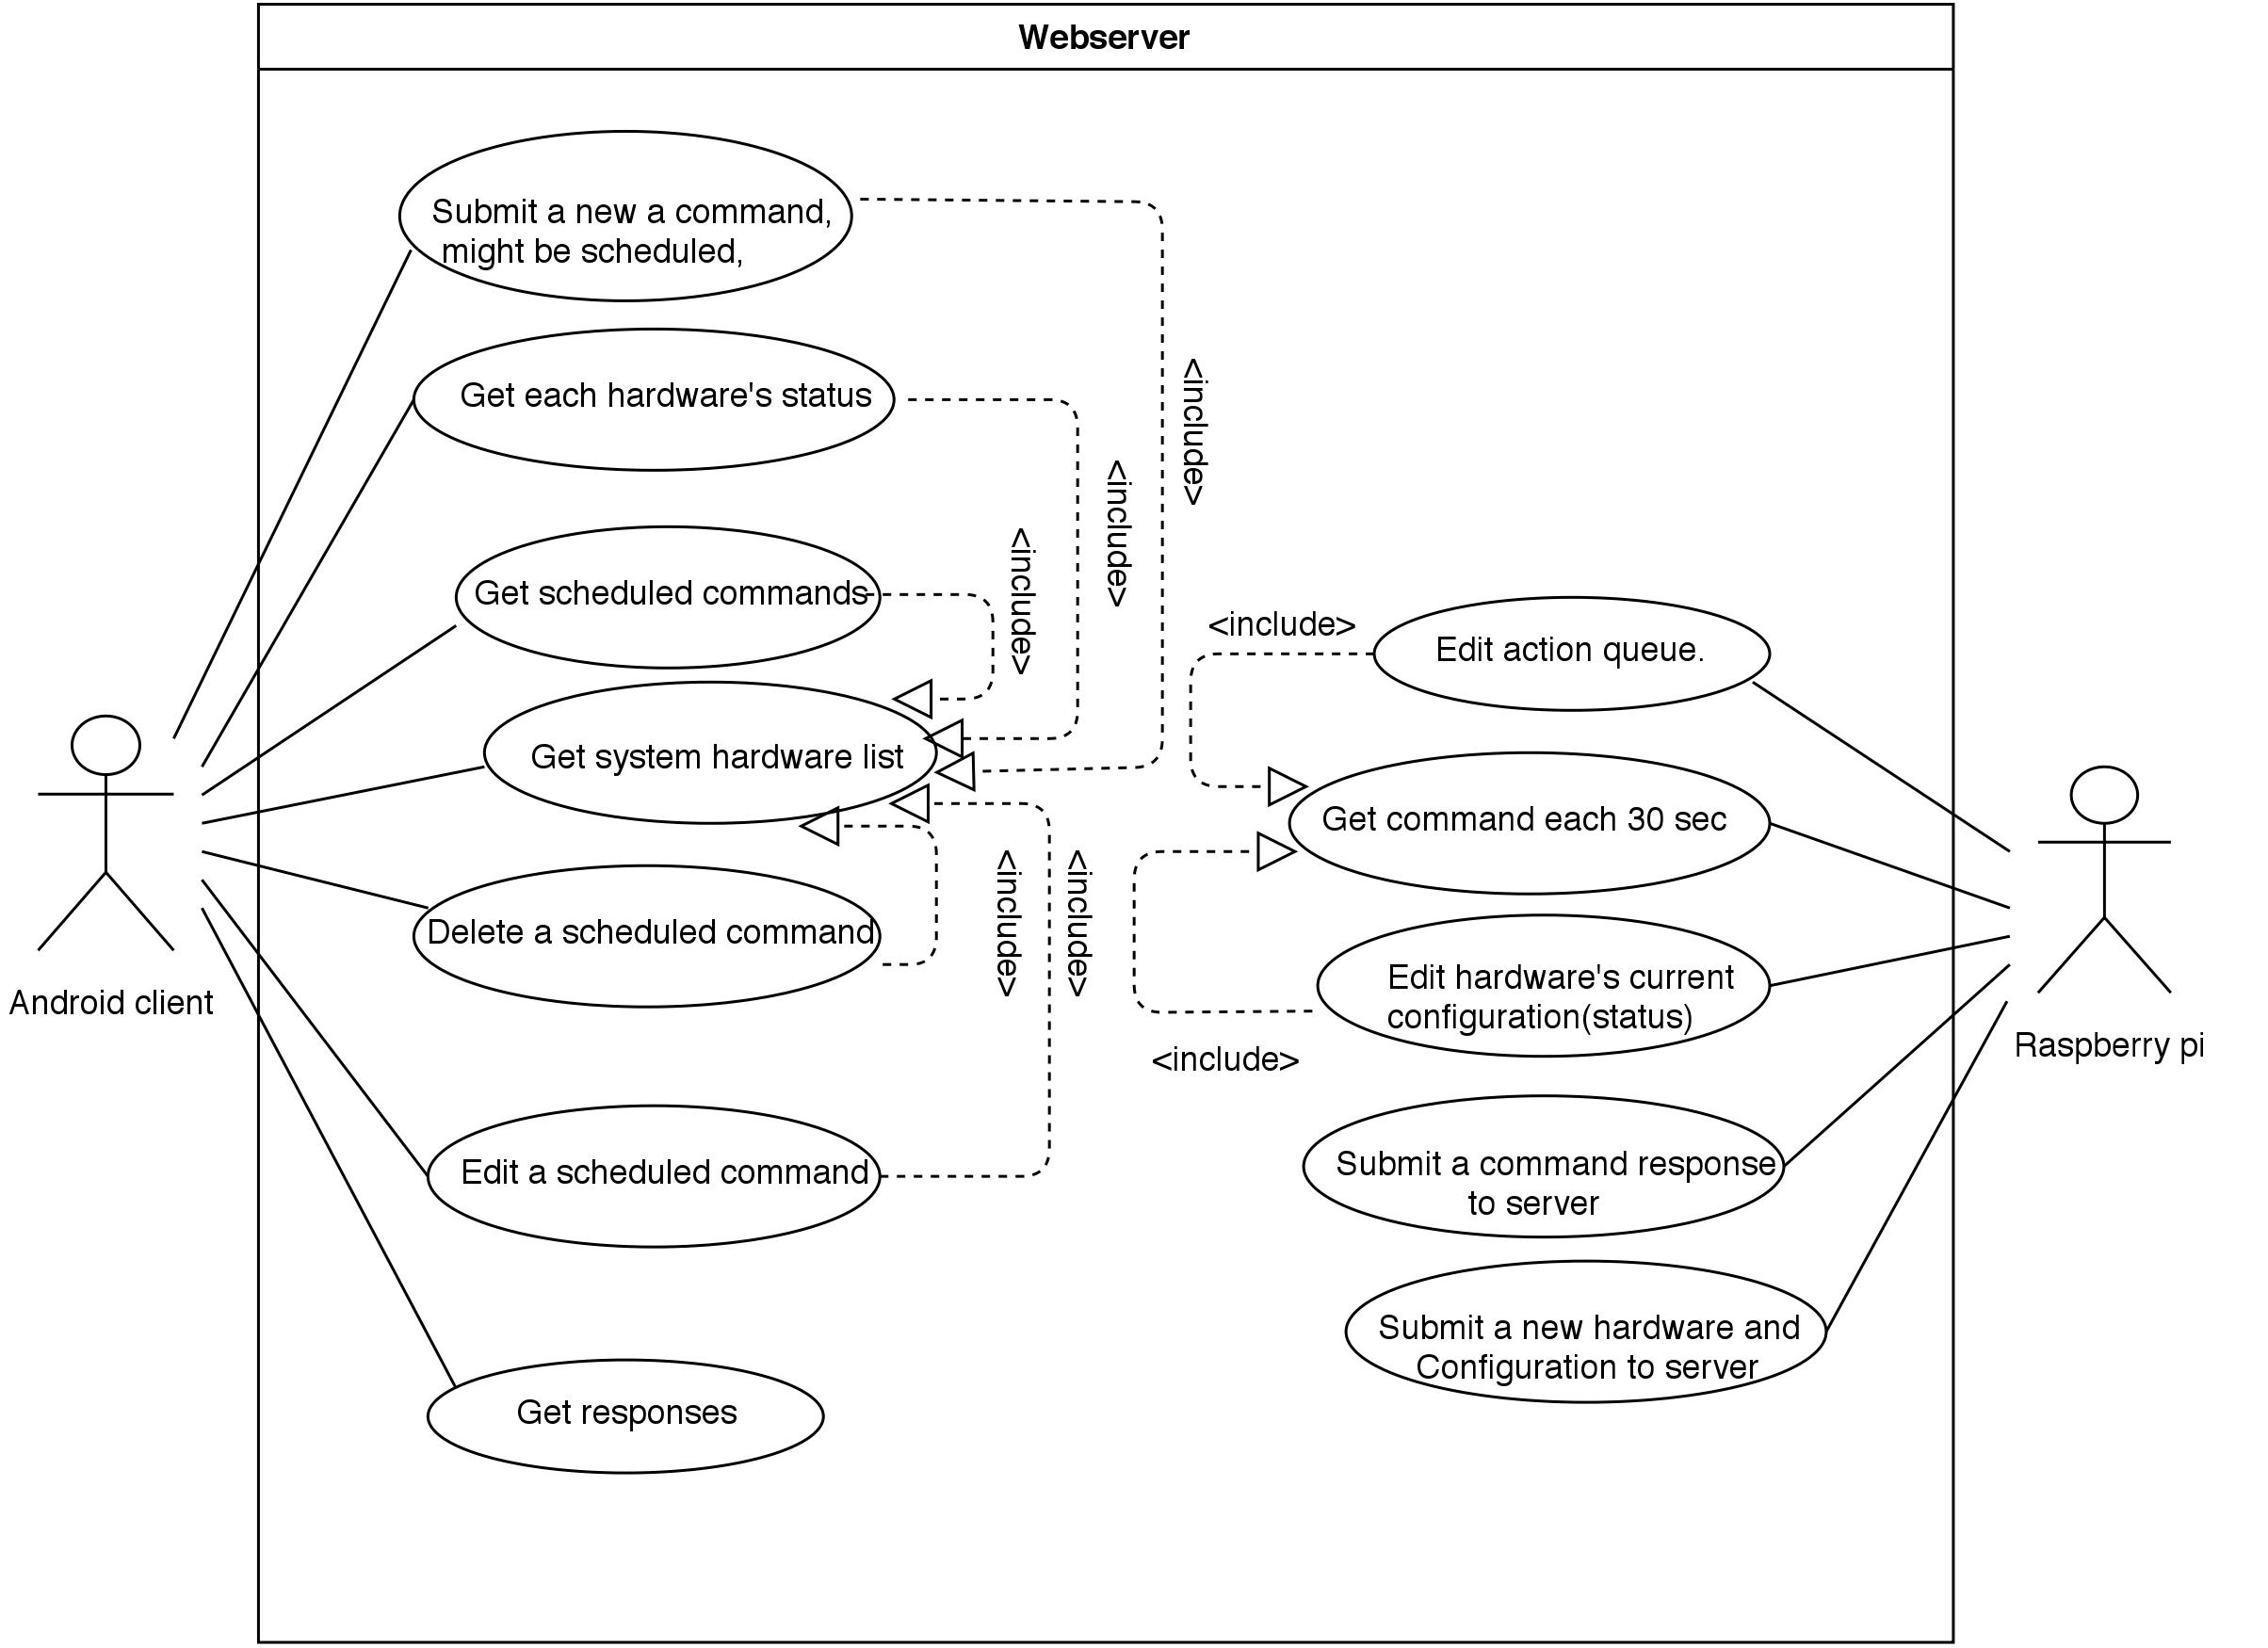 Webserver
Submit a new a command,
might be scheduled,
Get each hardware's status
<include>
<include>
Get scheduled commands
<include>
<include>
Edit action queue.
Get system hardware list
Get command each 30 sec
<include>
<include>
Delete a scheduled command
Edit hardware's current
configuration(status)
Android client
Raspberry pi
<include>
Edit a scheduled command
Submit a command response
to server
Submit a new hardware and
Configuration to server
Get responses